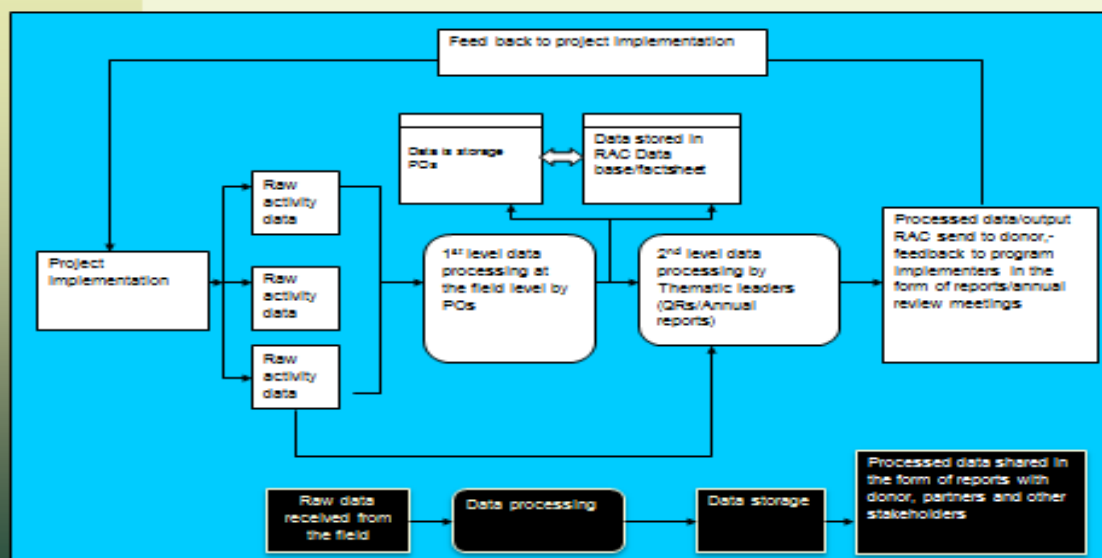 Feed back to project implementation
Data is storage
POs
Data stored in
RAC Data
base/factsheet
Raw
activity
data
Project
Implementation
Raw
activity
data
Raw
activity
data
1st level data
processing at
the field level by
POs
2nd level data
processing by
Thematic leaders
(QRs/Annual
reports)
Processed data/output
RAC send to donor,-
feedback to program
implementers in the
form of reports/annual
review meetings
Raw data
received from
the field
Data processing
Data storage
Processed data shared in
the form of reports with
donor, partners and other
stakeholders